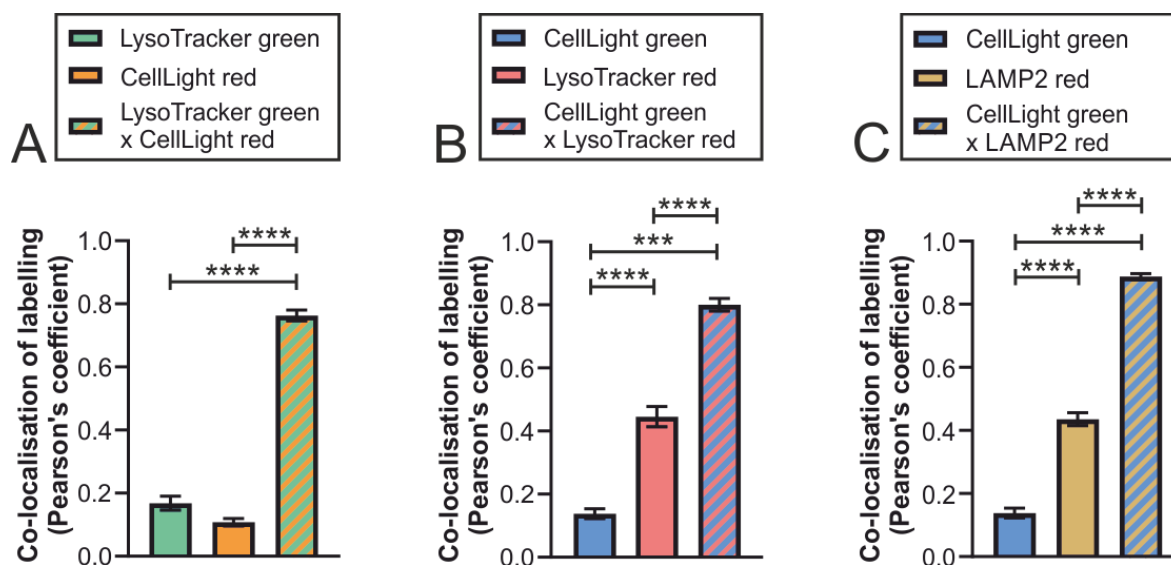 A
LysoTracker green
CellLight red
LysoTracker green
x CellLight red
Co-localisation of labelling
(Pearson's coefficient)
1.0
0.8
0.6
0.4
0.2
0.0
****
****
B
CellLight green
LysoTracker red
CellLight green
x LysoTracker red
Co-localisation of labelling
(Pearson's coefficient)
1.0
0.8
0.6
0.4
0.2
0.0
****
***
****
C
CellLight green
LAMP2 red
CellLight green
x LAMP2 red
Co-localisation of labelling
(Pearson's coefficient)
1.0
0.8
0.6
0.4
0.2
0.0
****
****
****